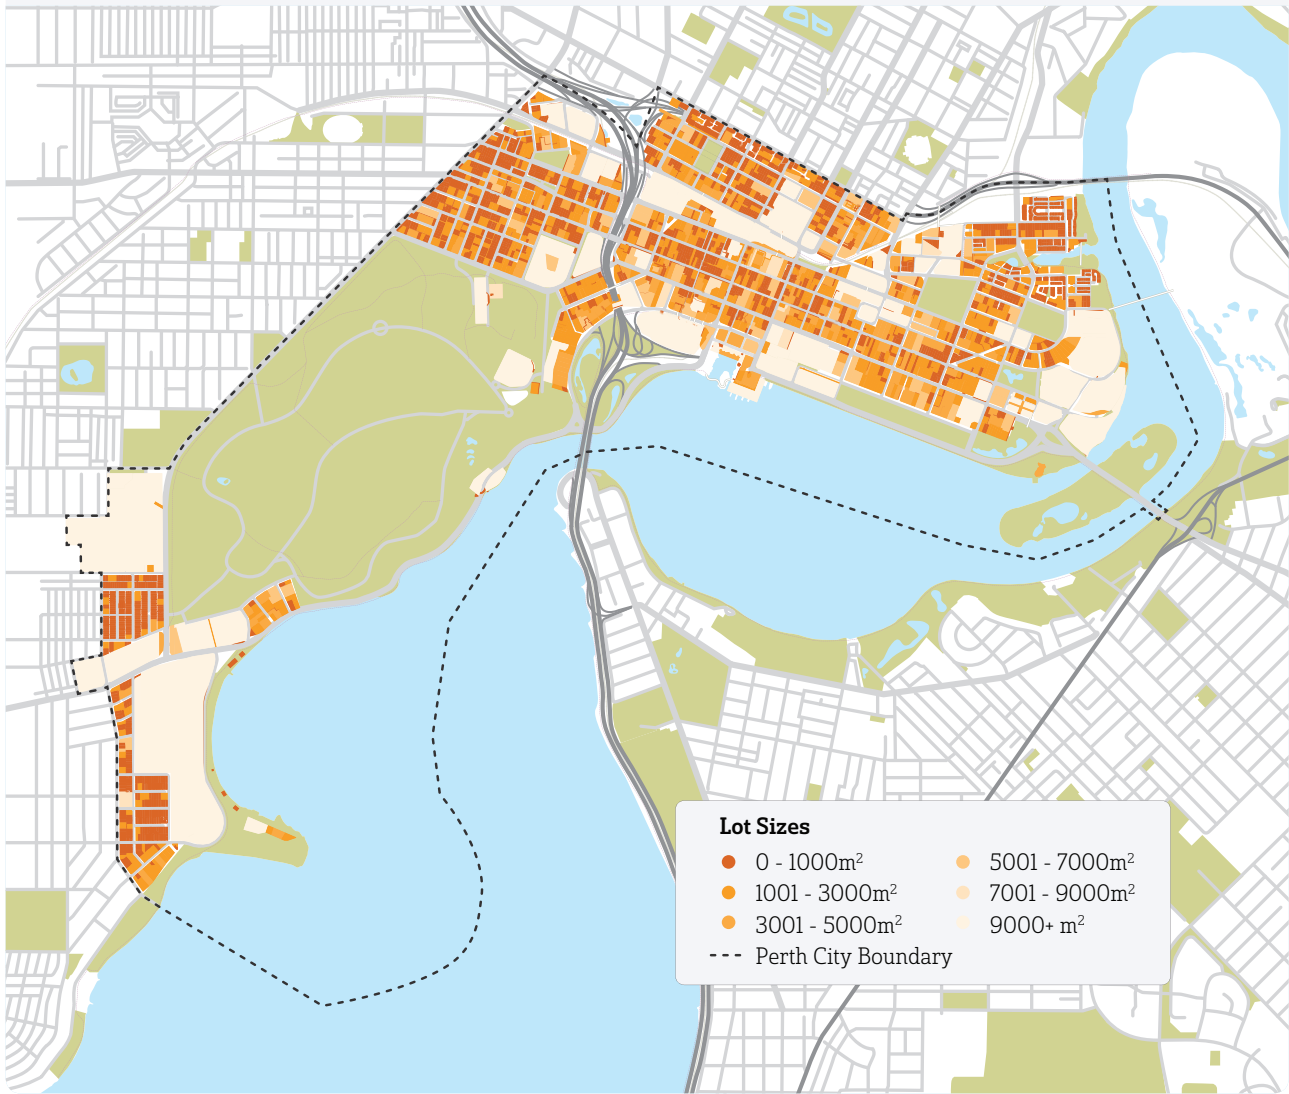 Lot Sizes
0 - 1000m²
1001 - 3000m²
3001 - 5000m²
5001 - 7000m²
7001 - 9000m²
9000+ m²
Perth City Boundary